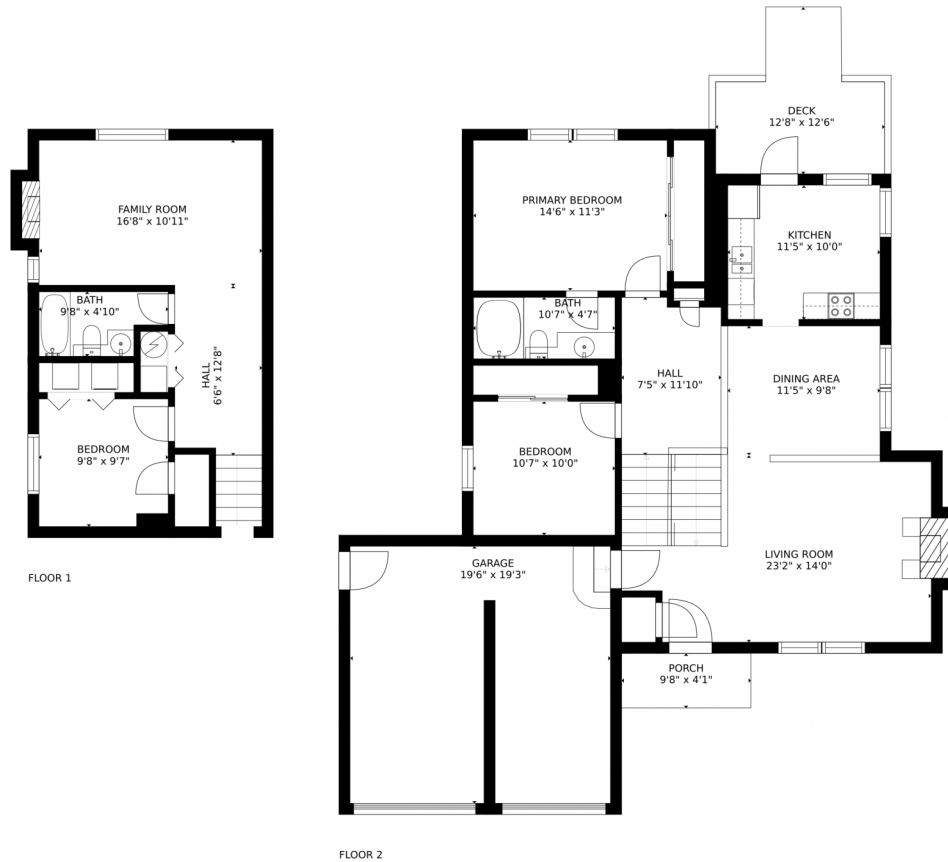 DECK
12'8" x 12'6"
FAMILY ROOM
16'8" x 10'11"
PRIMARY BEDROOM
14'6" x 11'3"
KITCHEN
11'5" x 10'0"
BATH
9'8" x 4'10"
BATH
10'7" x 4'7"
HALL
6'6" x 12'8"
HALL
7'5" x 11'10"
DINING AREA
11'5" x 9'8"
BEDROOM
9'8" x 9'7"
BEDROOM
10'7" x 10'0"
LIVING ROOM
23'2" x 14'0"
GARAGE
19'6" x 19'3"
FLOOR 1
PORCH
9'8" x 4'1"
FLOOR 2